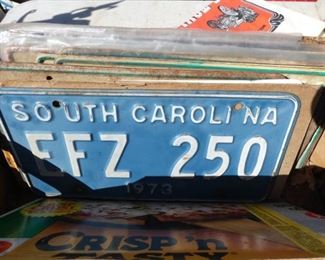 SOUTH CAROLINA
EFZ 250
1973
CRISP'n
TASTY